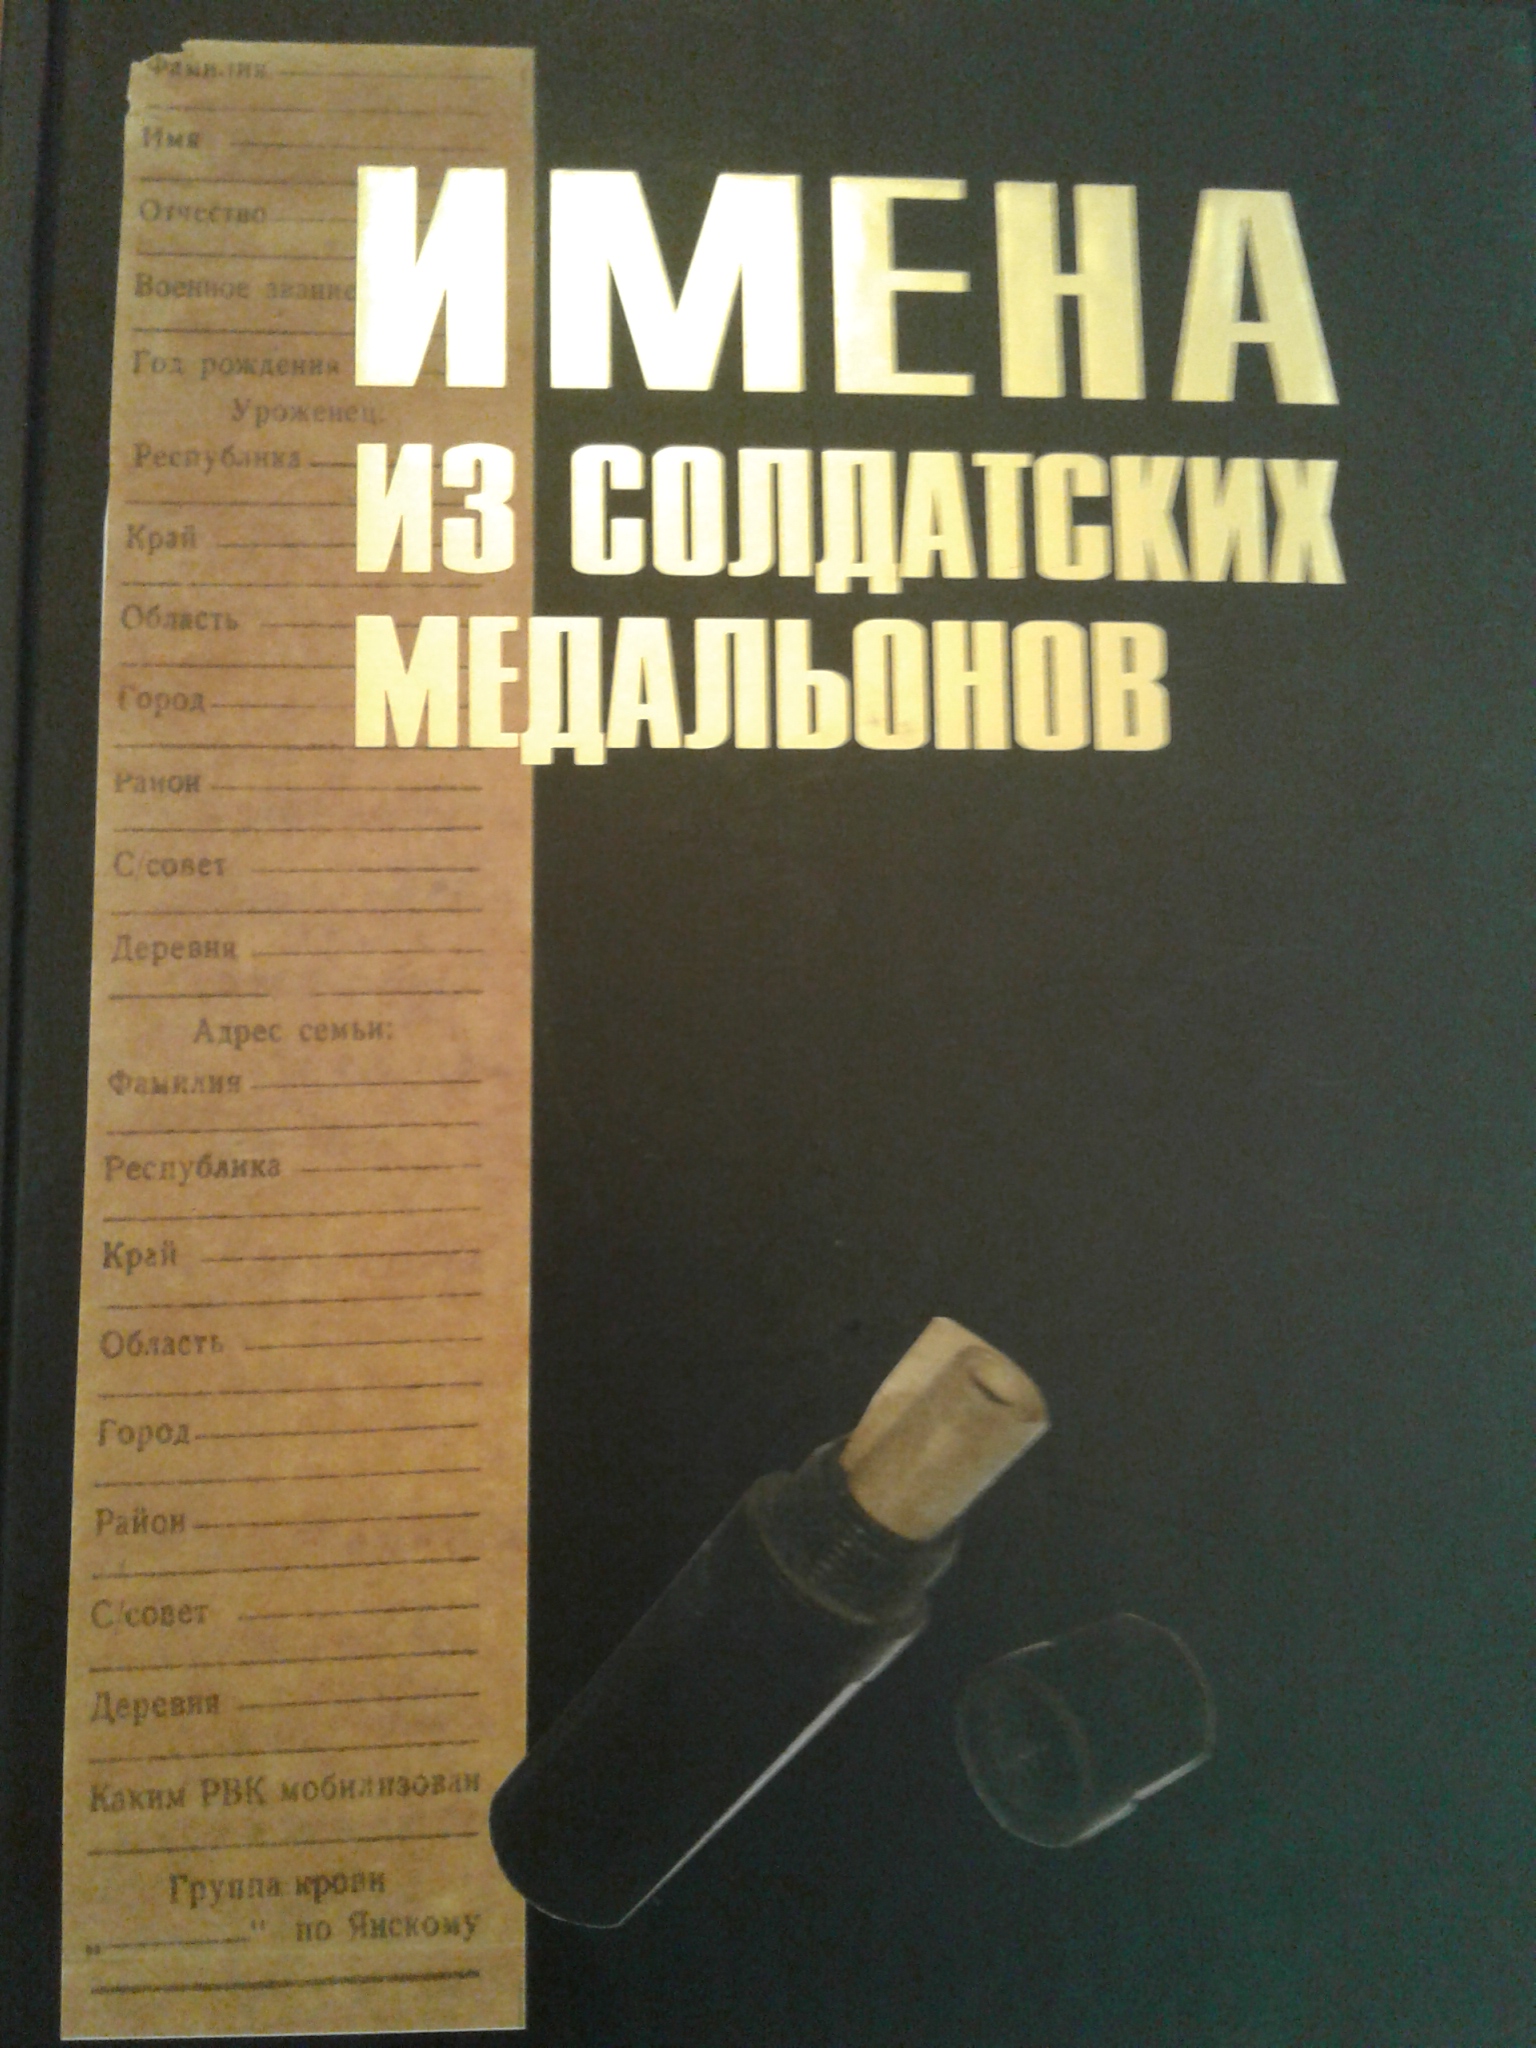 ИМЕНА
ИЗ СОЛДАТСКИХ
МЕДАЛЬОНОВ
Фамилия
Имя
Отчество
Военное звание
Год рождения
Уроженец:
Республика
Край
Область
Город
Район
С/совет
Деревня
Адрес семьи:
Фамилия
Республика
Край
Область
Город
Район
С/совет
Деревня
Каким РВК мобилизован
Группа крови
„__________" по Янскому